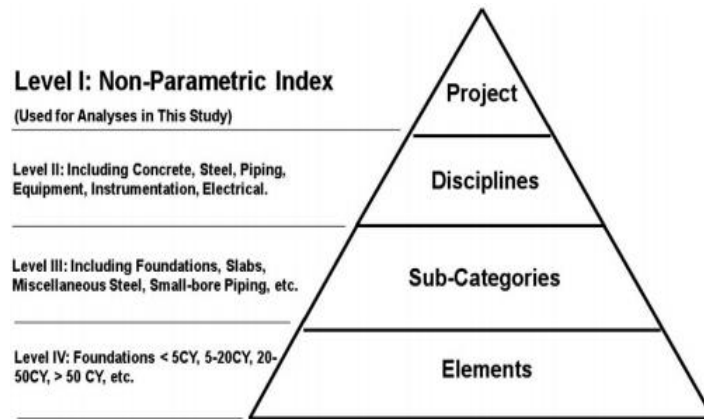 Level I: Non-Parametric Index
(Used for Analyses in This Study)
Project
Level II: Including Concrete, Steel, Piping,
Equipment, Instrumentation, Electrical.
Disciplines
Level III: Including Foundations, Slabs,
Miscellaneous Steel, Small-bore Piping, etc.
Sub-Categories
Level IV: Foundations < 5CY, 5-20CY, 20-
50CY, > 50 CY, etc.
Elements